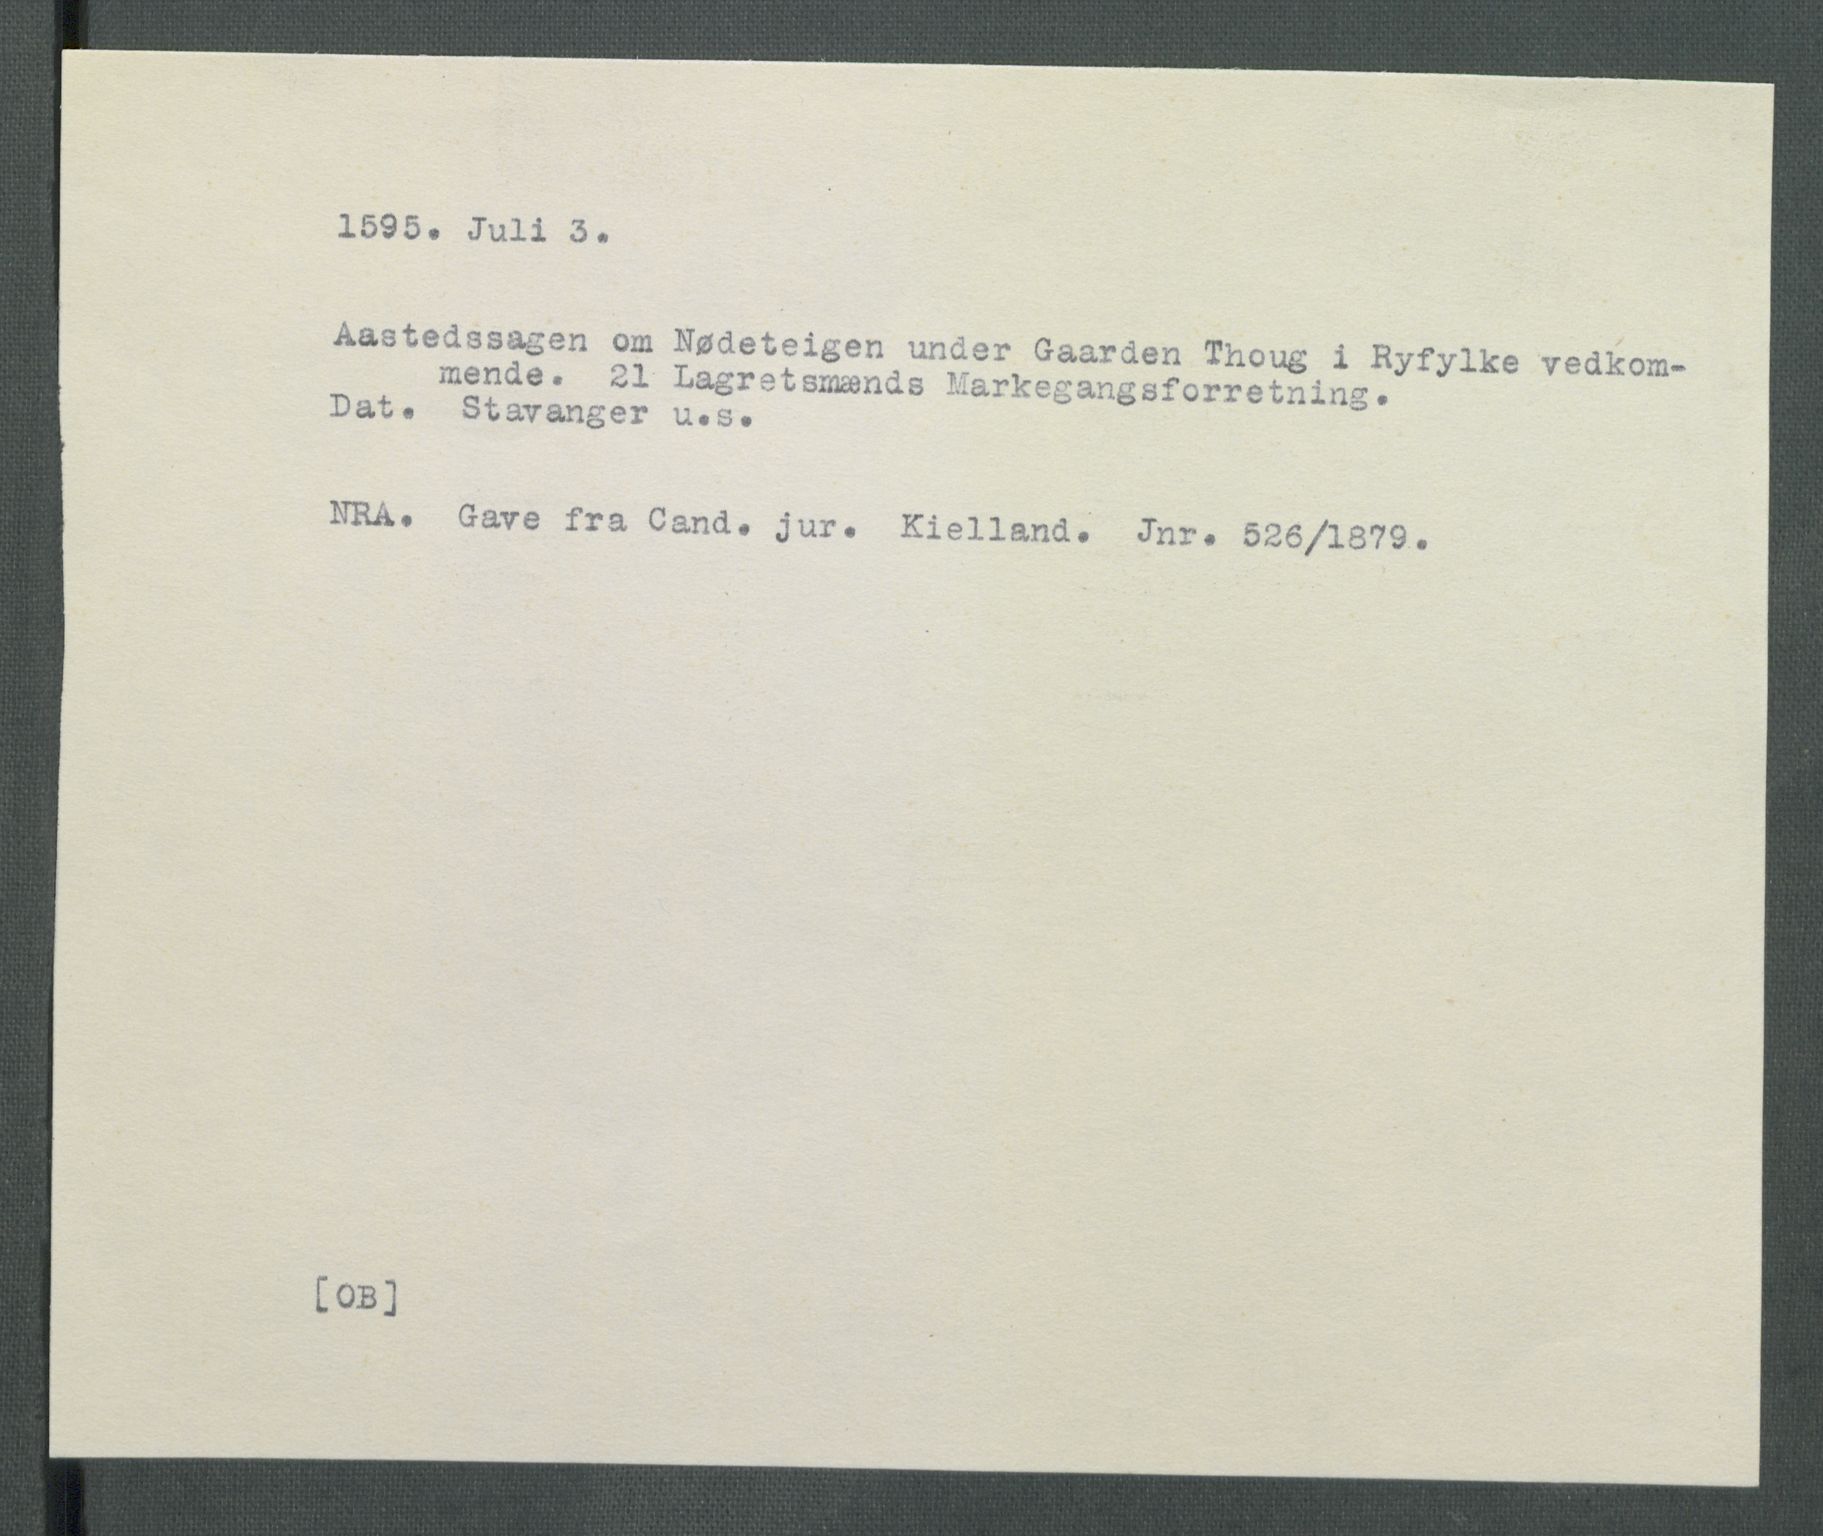 1595. Juli 3.
Aastedssagen om Nødeteigen under Gaarden Thoug i Ryfylke vedkom-
mende. 21 Lagretsmænds Markegangsforretning.
Dat. Stavanger u.s.
NRA. Gave fra Cand. jur. Kielland. Jnr. 526/1879.
[OB]